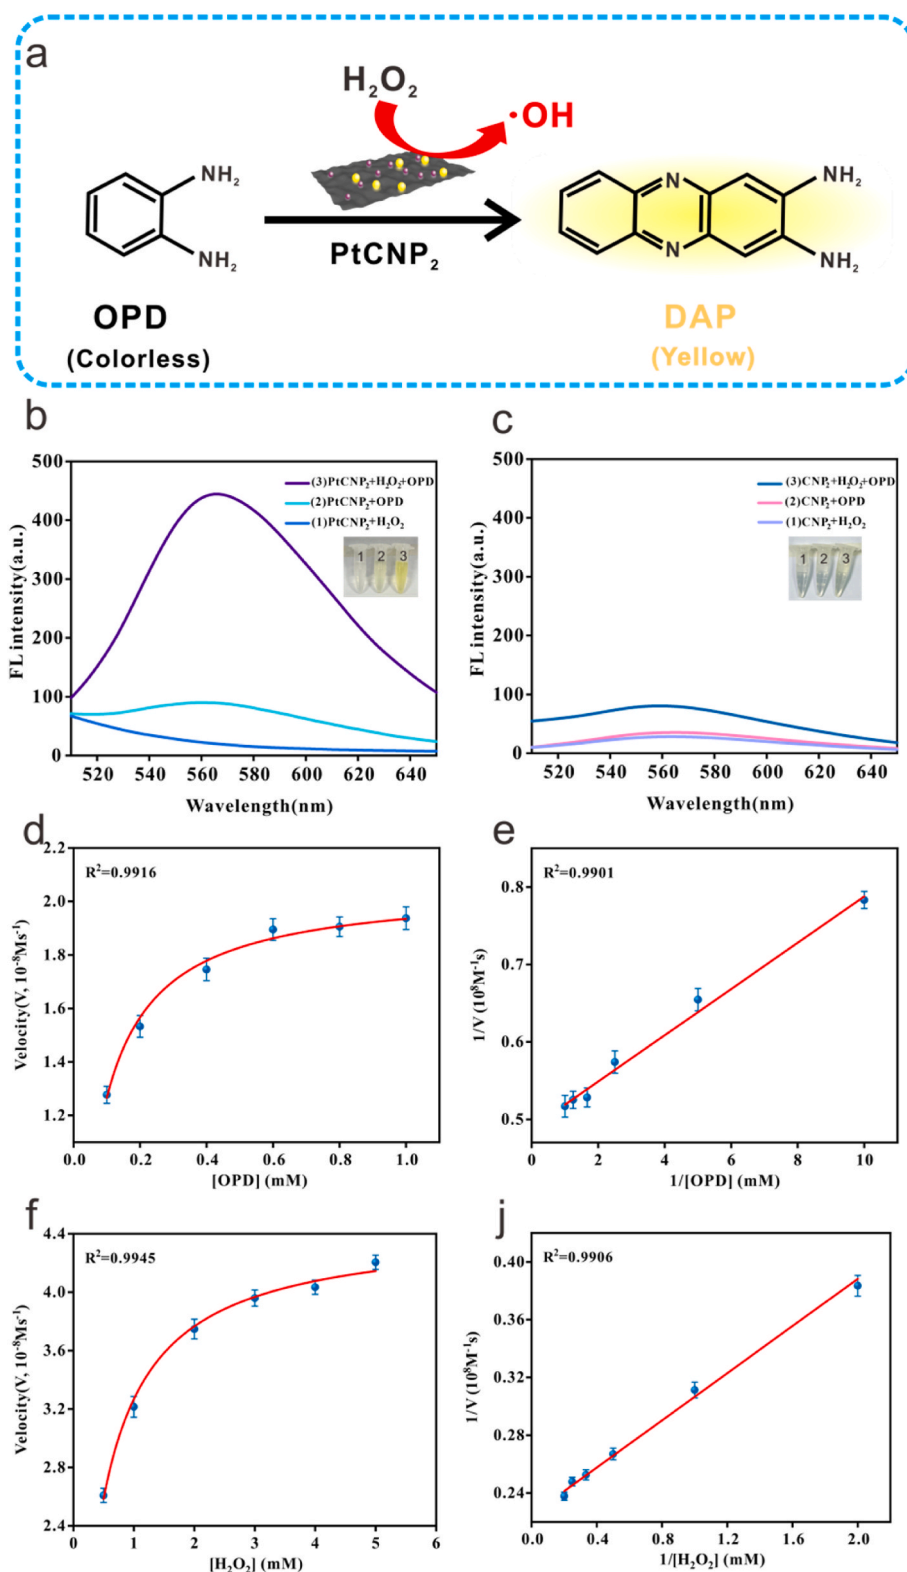 a
H₂O₂
·OH
NH₂
NH₂
PtCNP₂
N
N
NH₂
NH₂
OPD
(Colorless)
DAP
(Yellow)
b
500
400
300
200
100
0
FL intensity(a.u.)
(3)PtCNP₂+H₂O₂+OPD
(2)PtCNP₂+OPD
(1)PtCNP₂+H₂O₂
1 2 3
520 540 560 580 600 620 640
Wavelength(nm)
c
500
400
300
200
100
0
FL intensity(a.u.)
(3)CNP₂+H₂O₂+OPD
(2)CNP₂+OPD
(1)CNP₂+H₂O₂
1 2 3
520 540 560 580 600 620 640
Wavelength(nm)
d
R²=0.9916
2.2
2.0
1.8
1.6
1.4
1.2
Velocity(V, 10⁻⁸Ms⁻¹)
0.0 0.2 0.4 0.6 0.8 1.0
[OPD] (mM)
e
R²=0.9901
0.8
0.7
0.6
0.5
1/V (10⁸M⁻¹s)
0 2 4 6 8 10
1/[OPD] (mM)
f
R²=0.9945
4.4
4.0
3.6
3.2
2.8
2.4
Velocity(V, 10⁻⁸Ms⁻¹)
0 1 2 3 4 5 6
[H₂O₂] (mM)
j
R²=0.9906
0.40
0.36
0.32
0.28
0.24
1/V (10⁸M⁻¹s)
0.0 0.4 0.8 1.2 1.6 2.0
1/[H₂O₂] (mM)